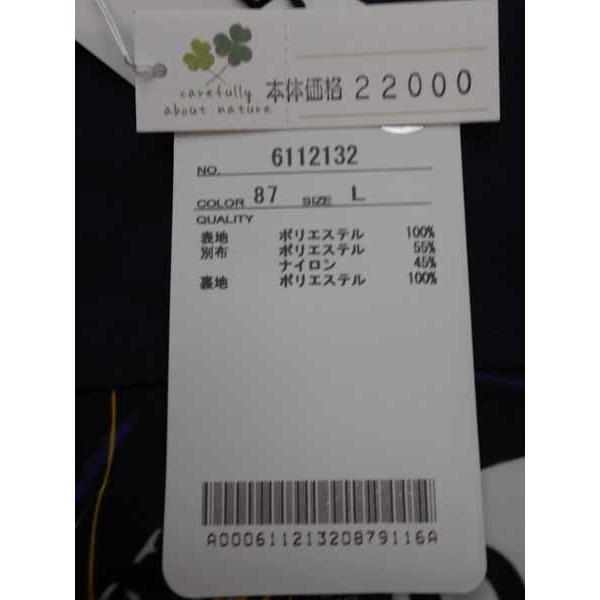 carefully
about nature
本体価格 22000
NO. 6112132
COLOR 87 SIZE L
QUALITY
表地 ポリエステル 100%
別布 ポリエステル 55%
ナイロン 45%
裏地 ポリエステル 100%
A000611213208791​16A